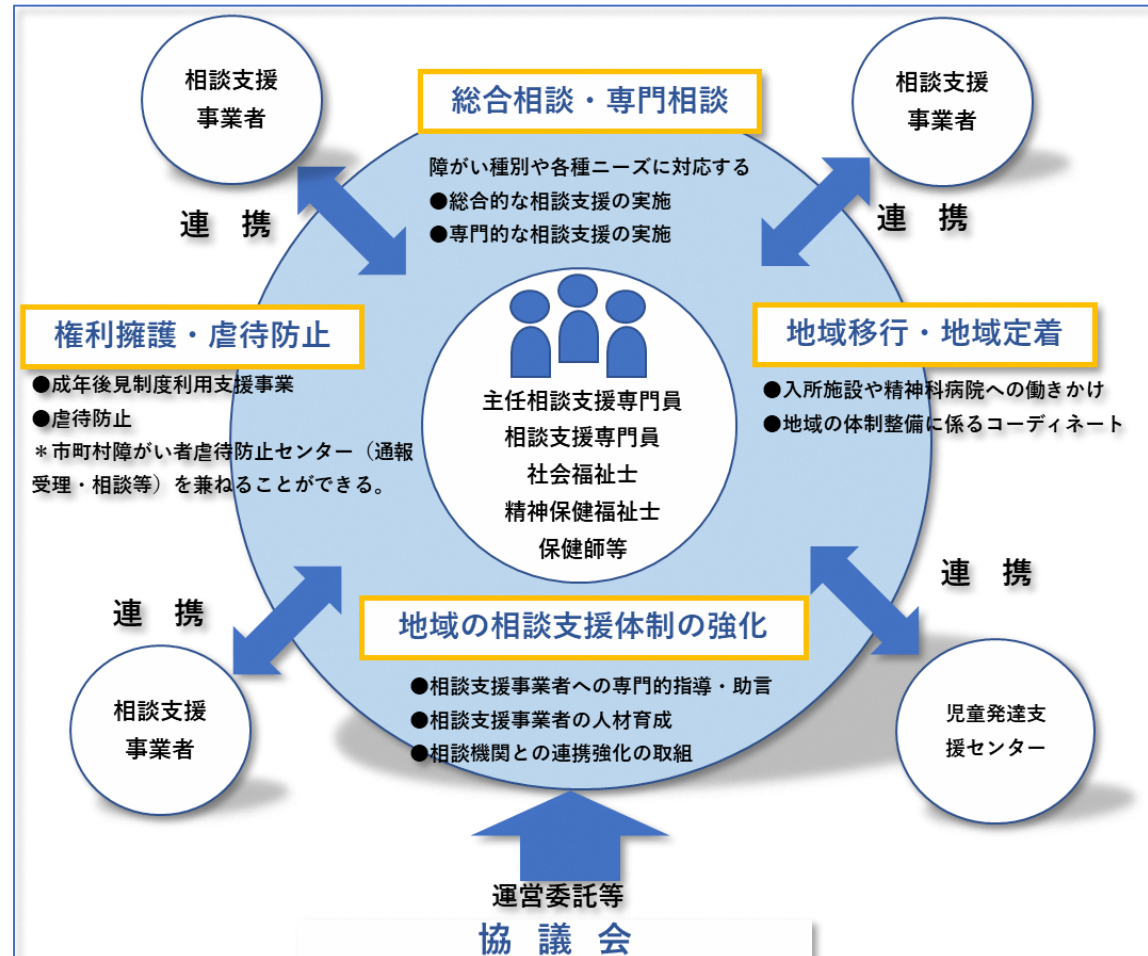 相談支援
事業者
総合相談・専門相談
相談支援
事業者
障がい種別や各種ニーズに対応する
●総合的な相談支援の実施
●専門的な相談支援の実施
連 携
連 携
権利擁護・虐待防止
●成年後見制度利用支援事業
●虐待防止
＊市町村障がい者虐待防止センター（通報
受理・相談等）を兼ねることができる。
主任相談支援専門員
相談支援専門員
社会福祉士
精神保健福祉士
保健師等
地域移行・地域定着
●入所施設や精神科病院への働きかけ
●地域の体制整備に係るコーディネート
連 携
連 携
地域の相談支援体制の強化
●相談支援事業者への専門的指導・助言
●相談支援事業者の人材育成
●相談機関との連携強化の取組
相談支援
事業者
児童発達支
援センター
運営委託等
協 議 会